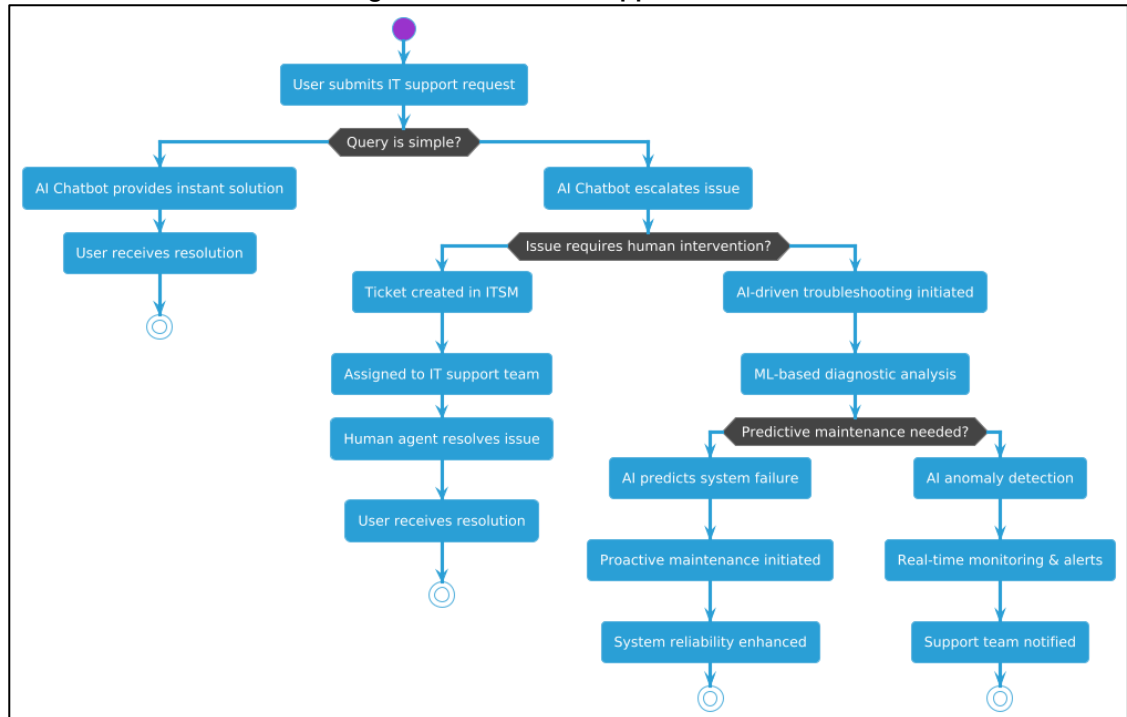 User submits IT support request
Query is simple?
AI Chatbot provides instant solution
AI Chatbot escalates issue
User receives resolution
Issue requires human intervention?
Ticket created in ITSM
AI-driven troubleshooting initiated
Assigned to IT support team
ML-based diagnostic analysis
Human agent resolves issue
Predictive maintenance needed?
AI predicts system failure
AI anomaly detection
User receives resolution
Proactive maintenance initiated
Real-time monitoring & alerts
System reliability enhanced
Support team notified